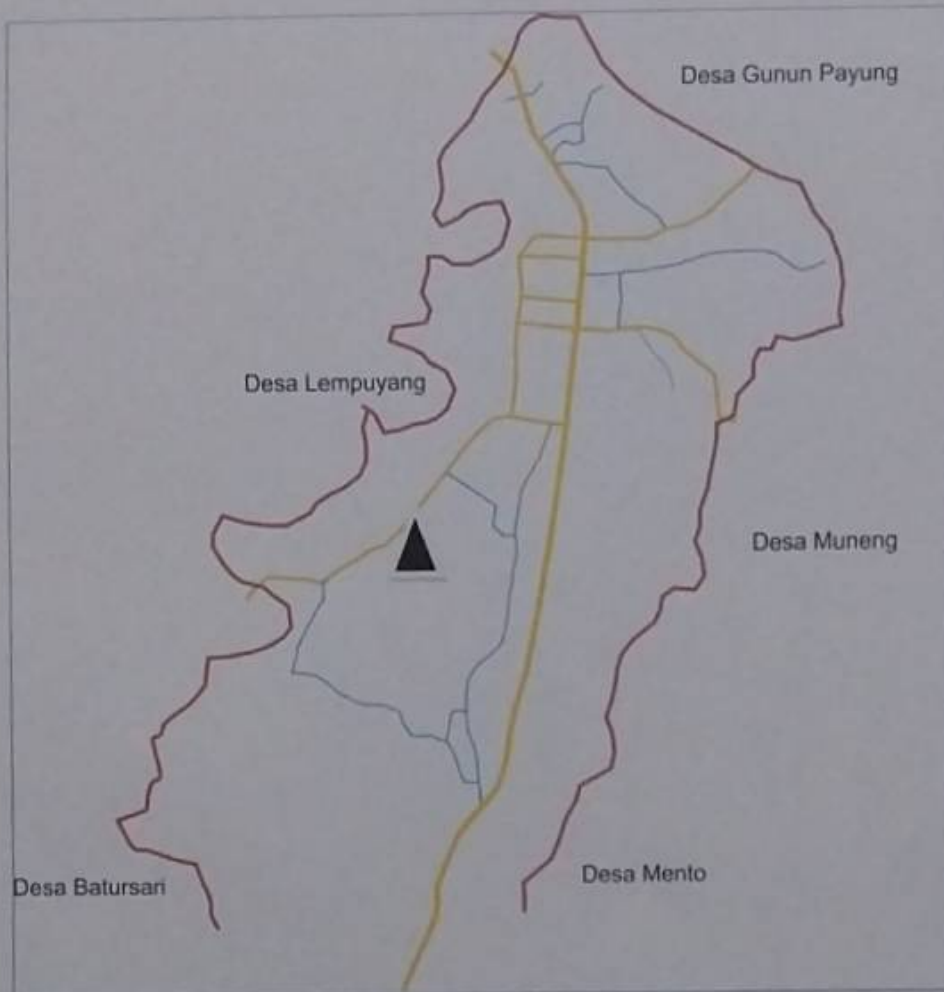 Desa Gunun Payung
Desa Lempuyang
Desa Muneng
Desa Mento
Desa Batursari